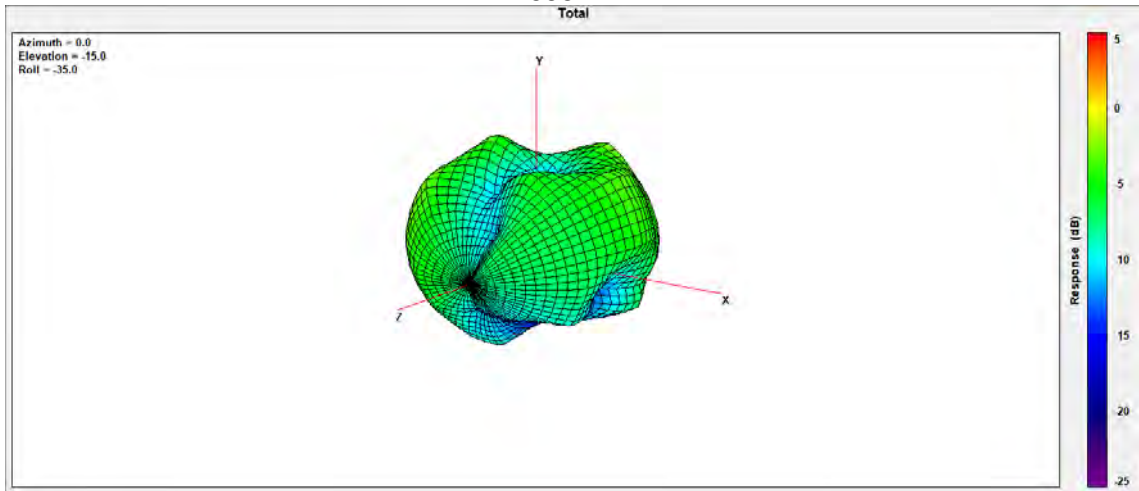 Total
Azimuth = 0.0
Elevation = -15.0
Roll = -35.0
Y
X
Z
5
0
-5
10
15
-20
-25
Response (dB)